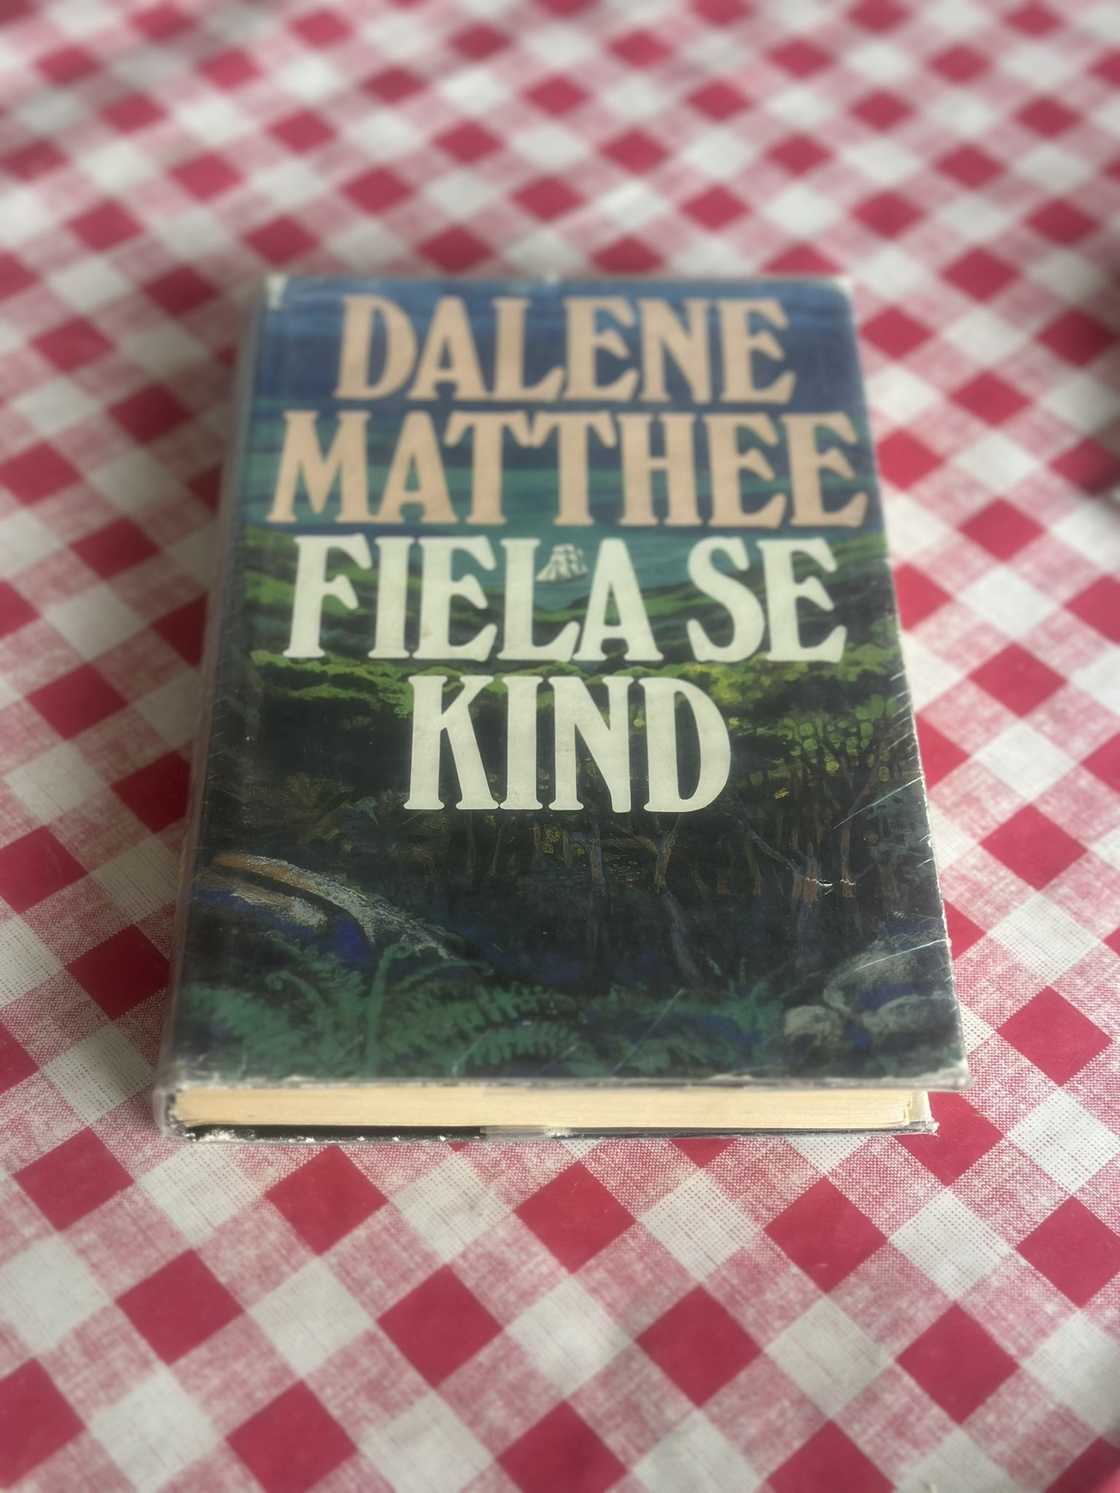 DALENE
MATTHEE
FIELA SE
KIND